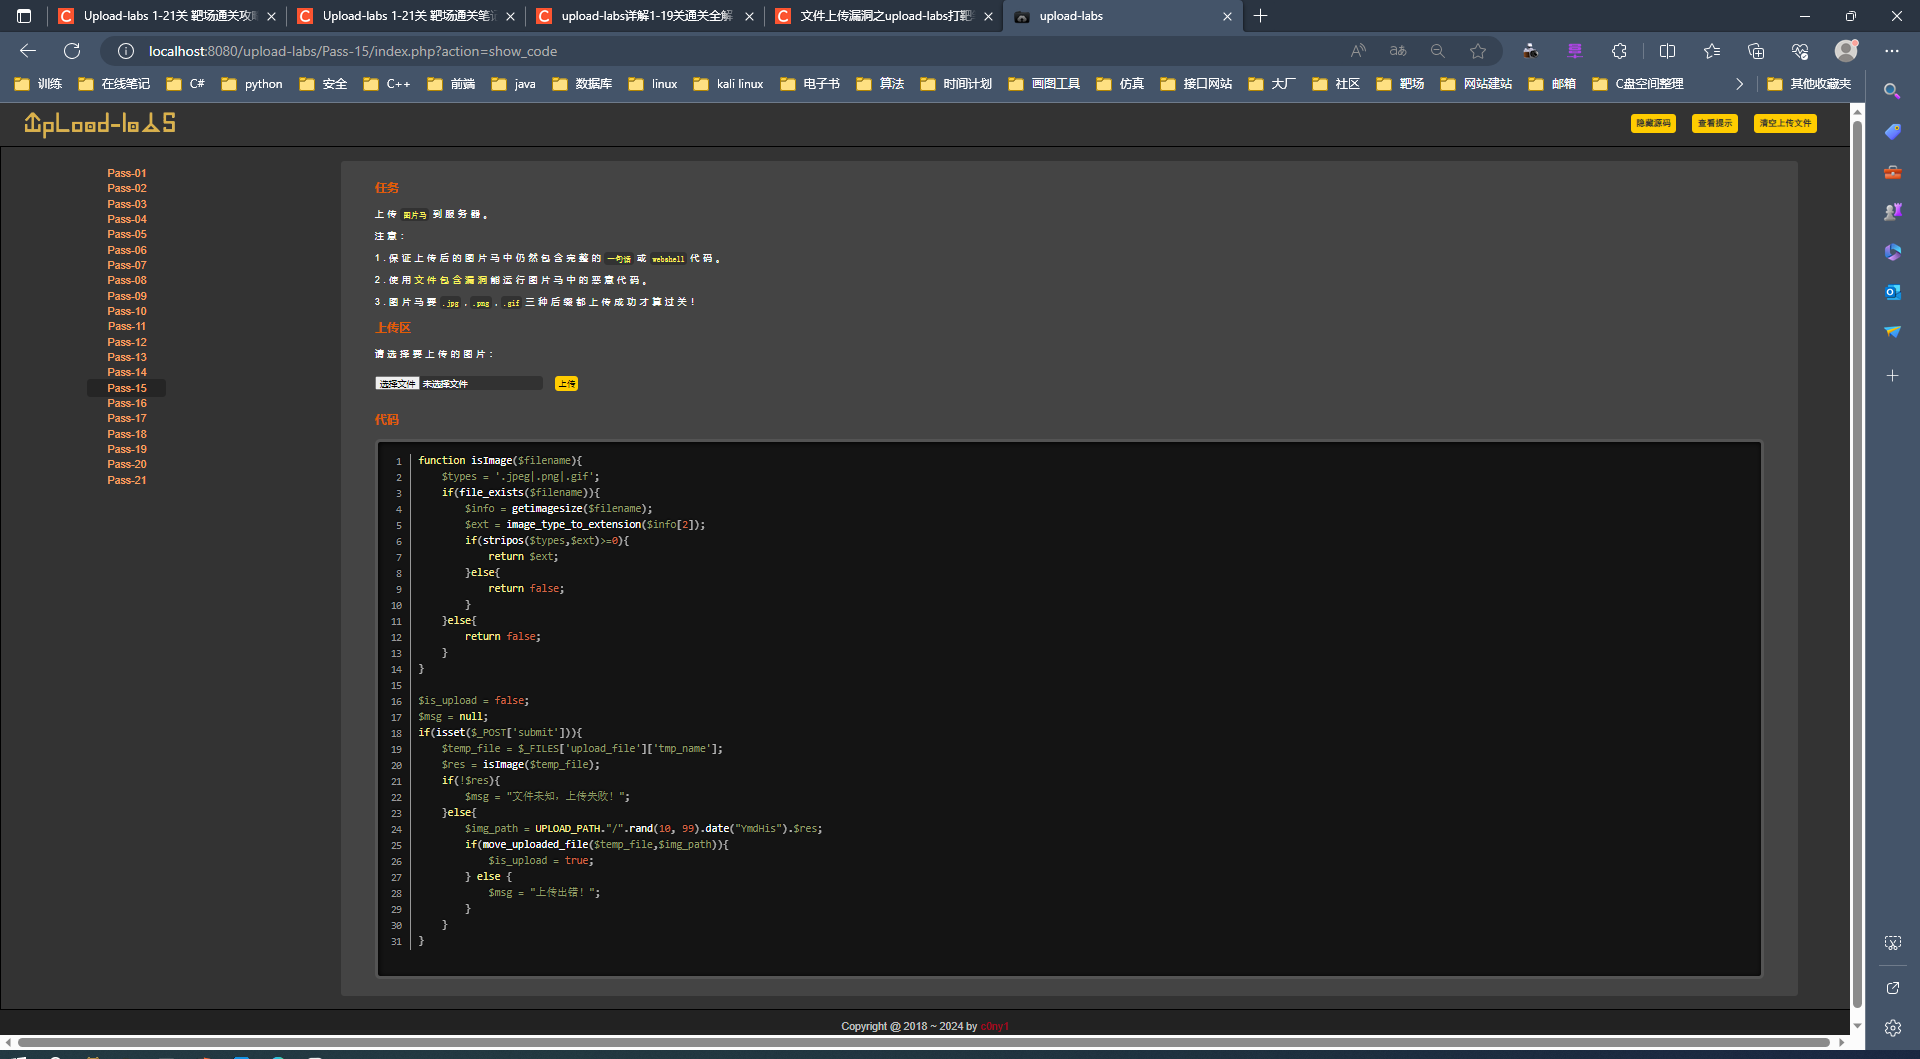 Upload-labs 1-21关 靶场通关攻略
Upload-labs 1-21关 靶场通关笔记
upload-labs详解1-19关通关全解
文件上传漏洞之upload-labs打靶
upload-labs
localhost:8080/upload-labs/Pass-15/index.php?action=show_code
训练
在线笔记
C#
python
安全
C++
前端
java
数据库
linux
kali linux
电子书
算法
时间计划
画图工具
仿真
接口网站
大厂
社区
靶场
网站建站
邮箱
C盘空间整理
其他收藏夹
UpLoad-labS
隐藏源码
查看提示
清空上传文件
Pass-01
Pass-02
Pass-03
Pass-04
Pass-05
Pass-06
Pass-07
Pass-08
Pass-09
Pass-10
Pass-11
Pass-12
Pass-13
Pass-14
Pass-15
Pass-16
Pass-17
Pass-18
Pass-19
Pass-20
Pass-21
任务
上传 图片马 到服务器。
注意：
1.保证上传后的图片马中仍然包含完整的 一句话 或 webshell 代码。
2.使用文件包含漏洞能运行图片马中的恶意代码。
3.图片马要 .jpg , .png , .gif 三种后缀都上传成功才算过关！
上传区
请选择要上传的图片：
选择文件 未选择文件
上传
代码
1 function isImage($filename){
2 $types = '.jpeg|.png|.gif';
3 if(file_exists($filename)){
4 $info = getimagesize($filename);
5 $ext = image_type_to_extension($info[2]);
6 if(stripos($types,$ext)>=0){
7 return $ext;
8 }else{
9 return false;
10 }
11 }else{
12 return false;
13 }
14 }
15
16 $is_upload = false;
17 $msg = null;
18 if(isset($_POST['submit'])){
19 $temp_file = $_FILES['upload_file']['tmp_name'];
20 $res = isImage($temp_file);
21 if(!$res){
22 $msg = "文件未知，上传失败！";
23 }else{
24 $img_path = UPLOAD_PATH."/".rand(10, 99).date("YmdHis").$res;
25 if(move_uploaded_file($temp_file,$img_path)){
26 $is_upload = true;
27 } else {
28 $msg = "上传出错！";
29 }
30 }
31 }
Copyright @ 2018 ~ 2024 by c0ny1